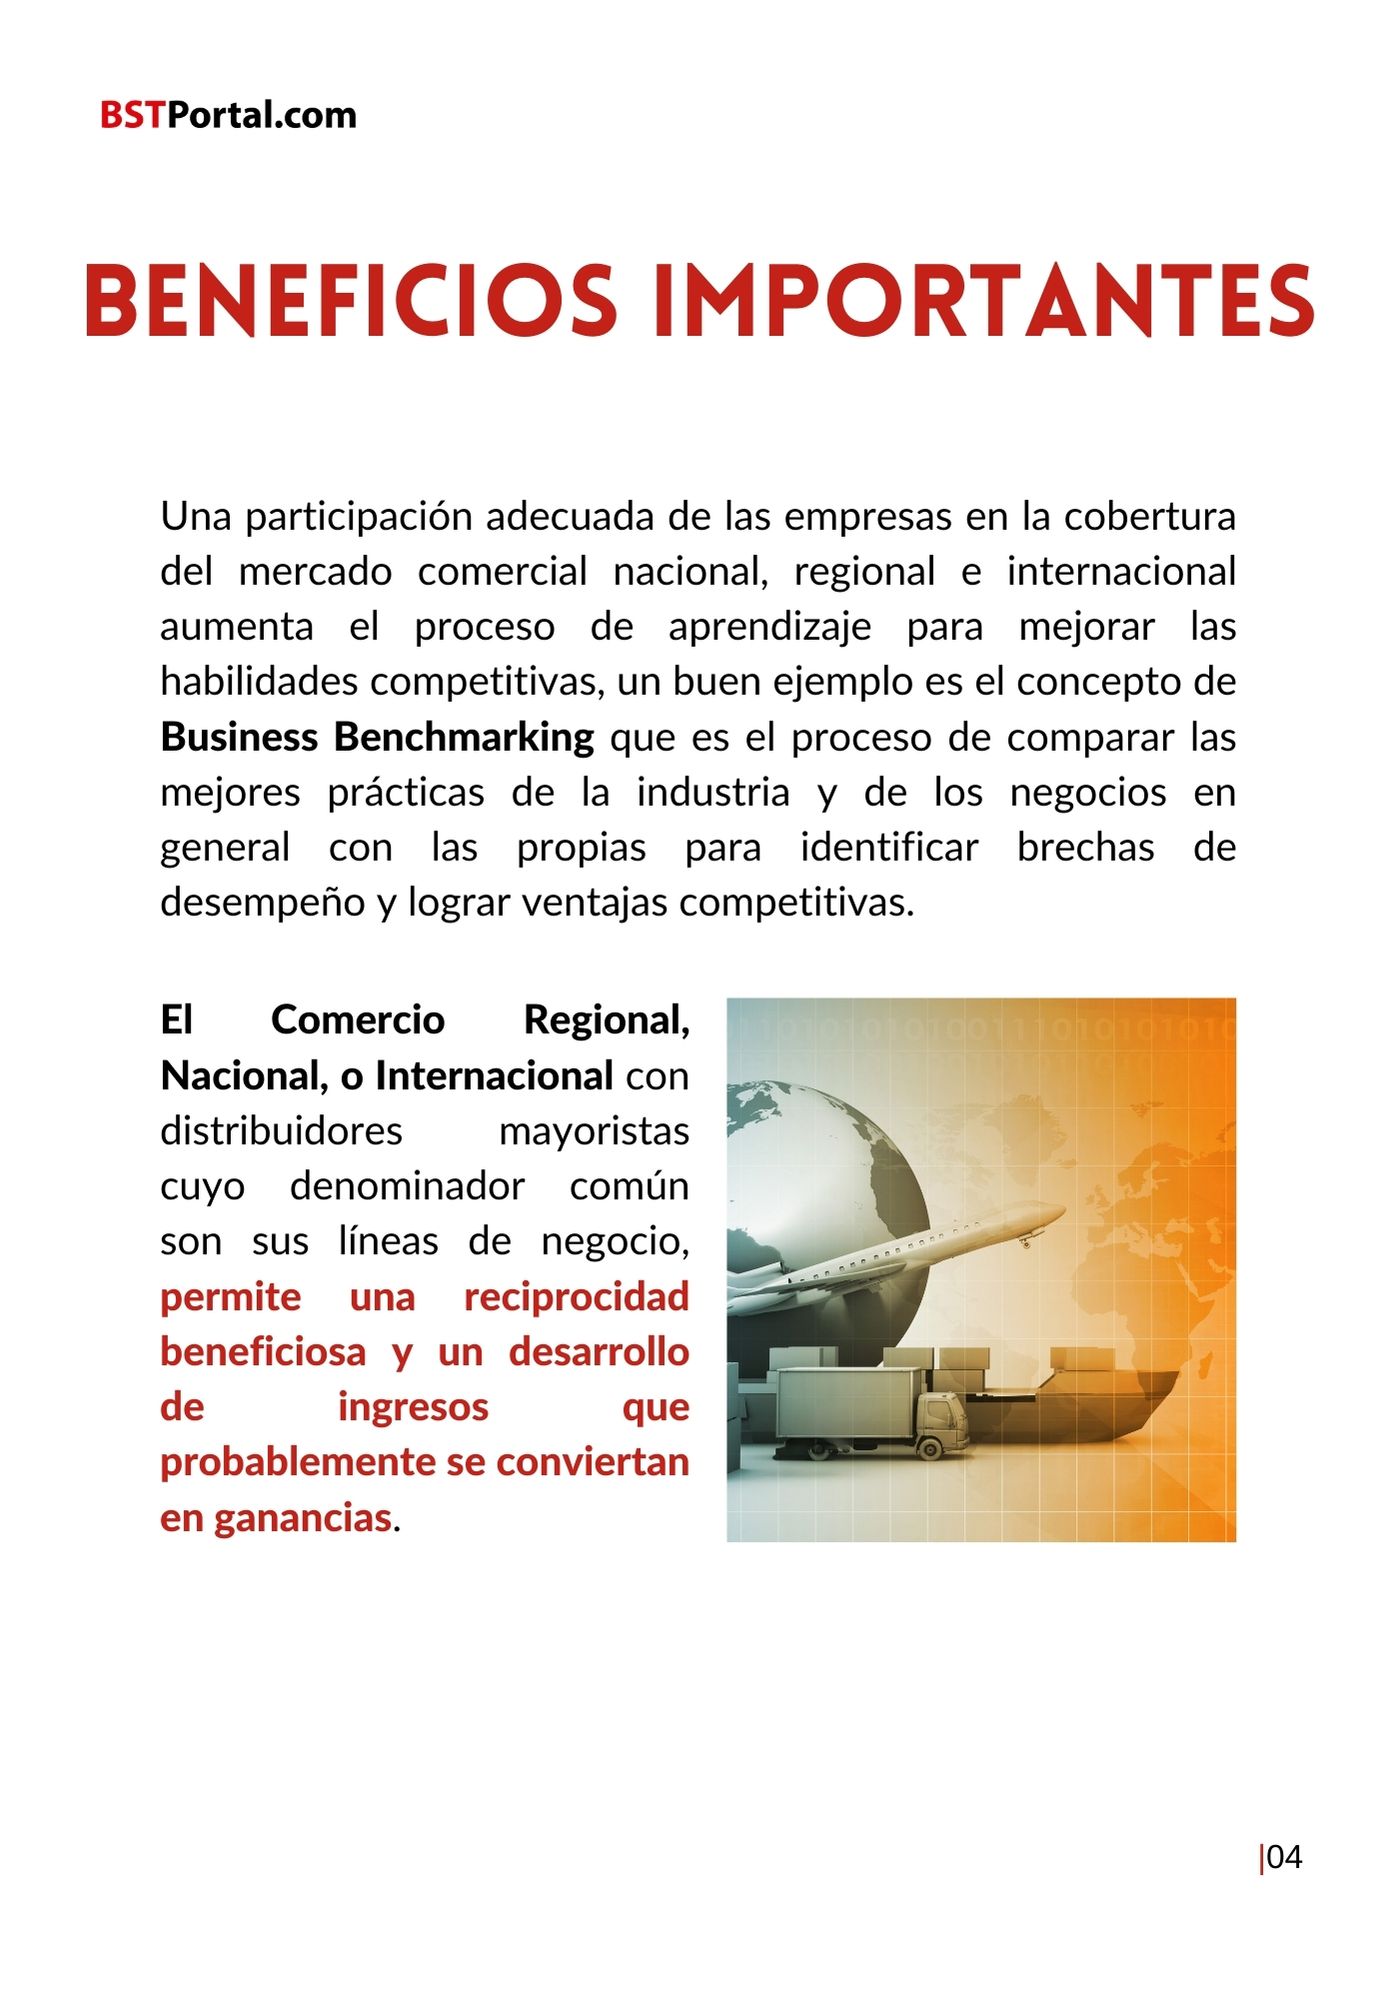 BSTPortal.com
BENEFICIOS IMPORTANTES
Una participación adecuada de las empresas en la cobertura
del mercado comercial nacional, regional e internacional
aumenta el proceso de aprendizaje para mejorar las
habilidades competitivas, un buen ejemplo es el concepto de
Business Benchmarking que es el proceso de comparar las
mejores prácticas de la industria y de los negocios en
general con las propias para identificar brechas de
desempeño y lograr ventajas competitivas.
El Comercio Regional,
Nacional, o Internacional con
distribuidores mayoristas
cuyo denominador común
son sus líneas de negocio,
permite una reciprocidad
beneficiosa y un desarrollo
de ingresos que
probablemente se conviertan
en ganancias.
|04